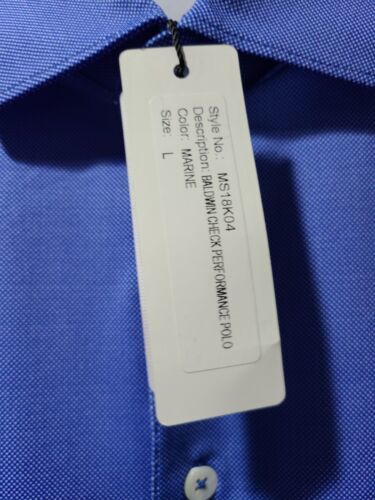 Style No.: MS18K04
Description: BALDWIN CHECK PERFORMANCE POLO
Color: MARINE
Size: L